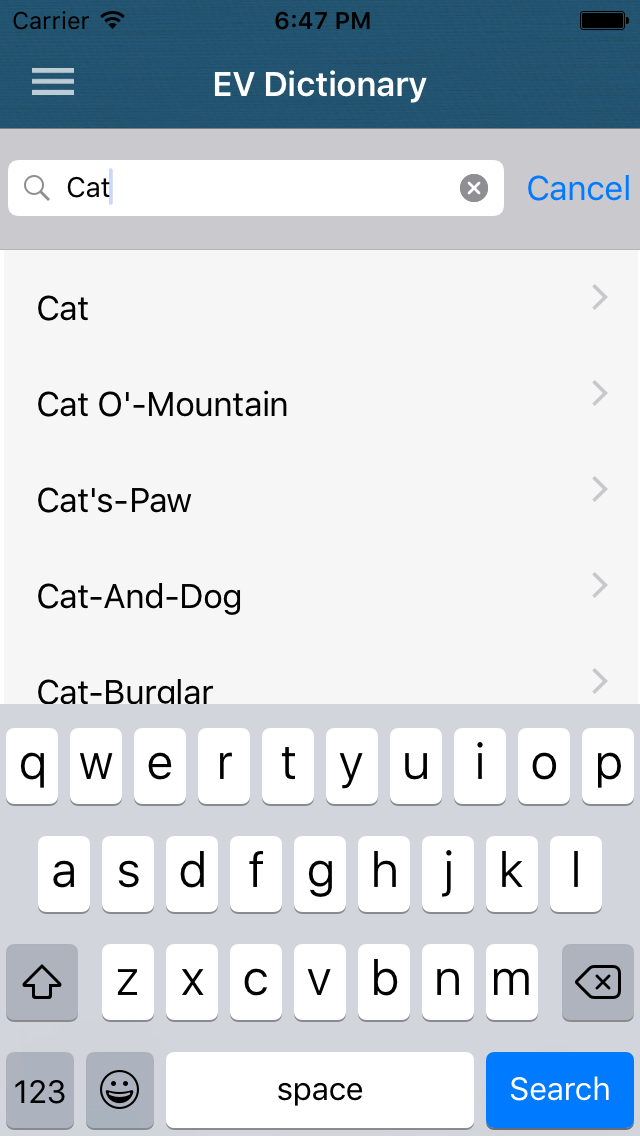 Carrier 6:47 PM
EV Dictionary
Cat Cancel
Cat
Cat O'-Mountain
Cat's-Paw
Cat-And-Dog
Cat-Burglar
q w e r t y u i o p
a s d f g h j k l
z x c v b n m
123 space Search